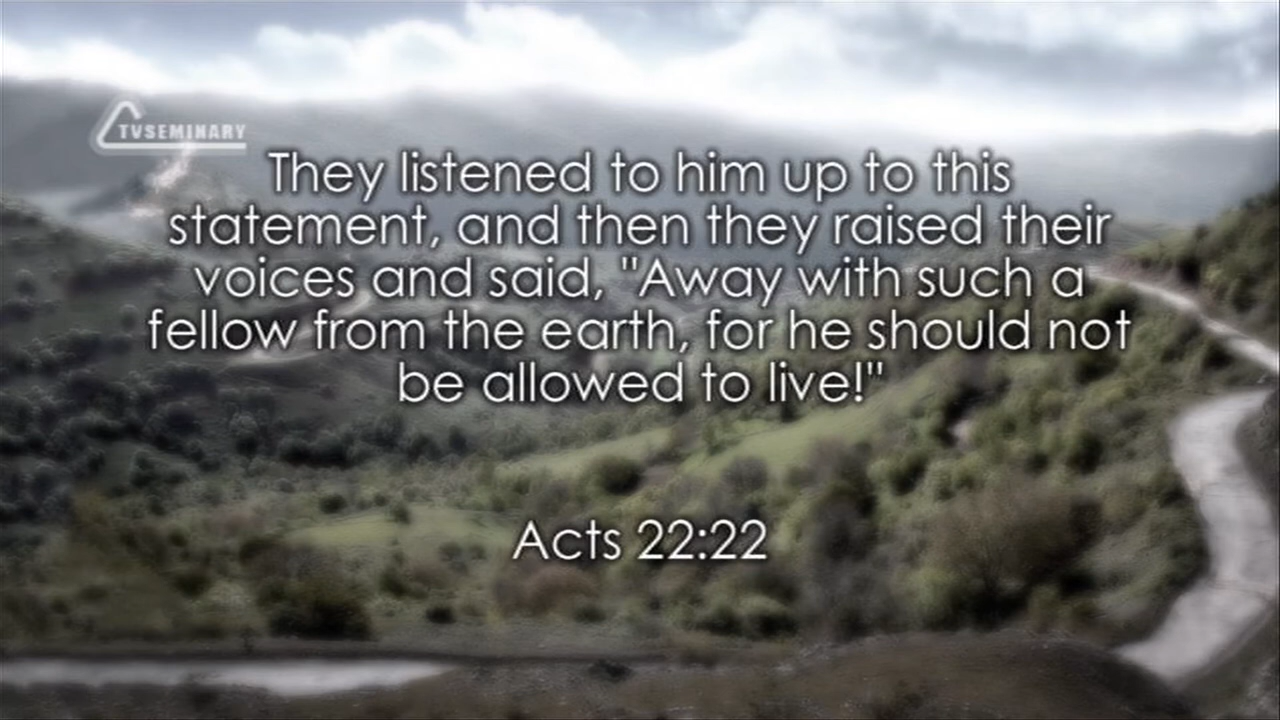 TVSEMINARY
They listened to him up to this
statement, and then they raised their
voices and said, "Away with such a
fellow from the earth, for he should not
be allowed to live!"
Acts 22:22